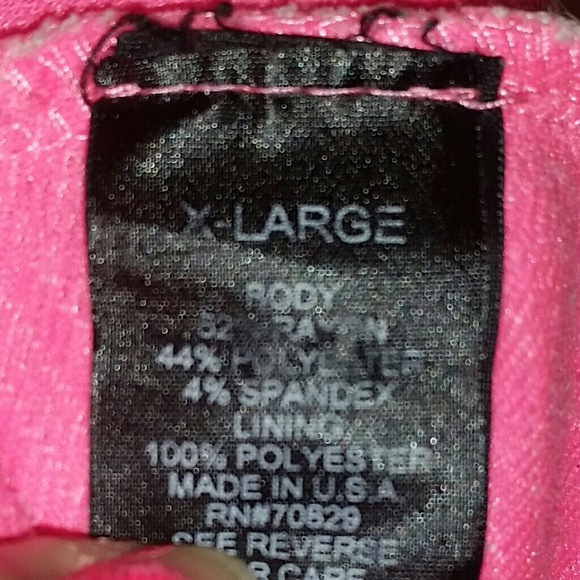 X-LARGE
BODY
52% RAYON
44% POLYESTER
4% SPANDEX
LINING
100% POLYESTER
MADE IN U.S.A
RN#70829
SEE REVERSE
CARE